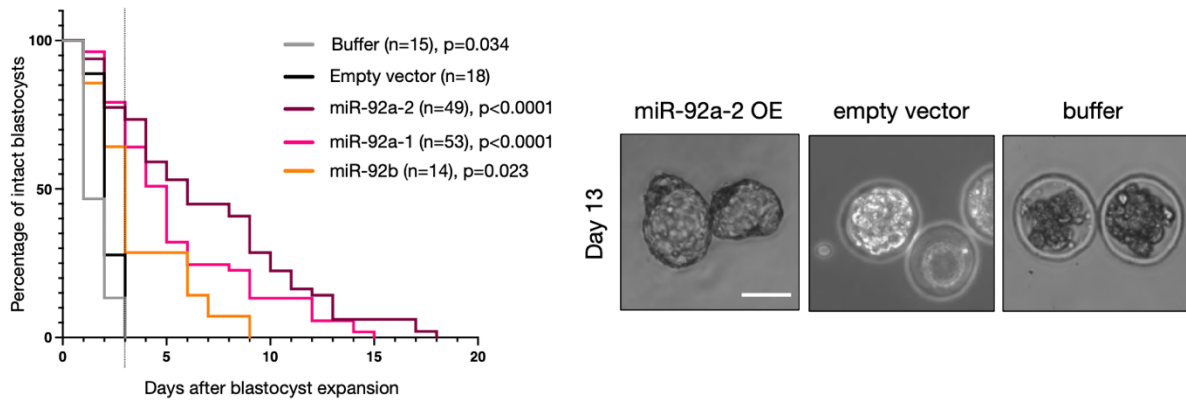 Percentage of intact blastocysts
100
50
0
0
5
10
15
20
Days after blastocyst expansion
Buffer (n=15), p=0.034
Empty vector (n=18)
miR-92a-2 (n=49), p<0.0001
miR-92a-1 (n=53), p<0.0001
miR-92b (n=14), p=0.023
miR-92a-2 OE
empty vector
buffer
Day 13